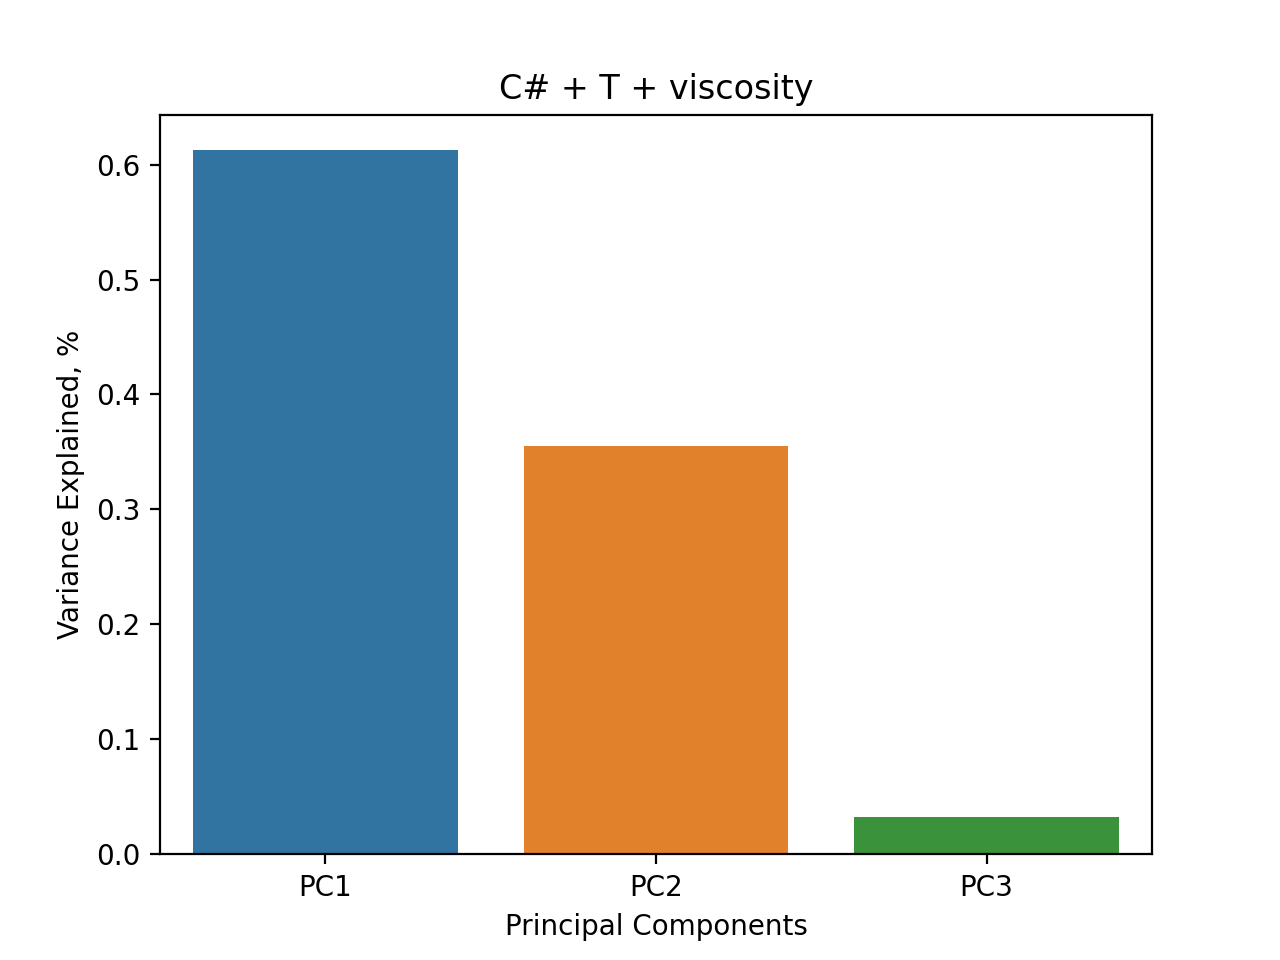 C# + T + viscosity
Variance Explained, %
0.6
0.5
0.4
0.3
0.2
0.1
0.0
PC1 PC2 PC3
Principal Components